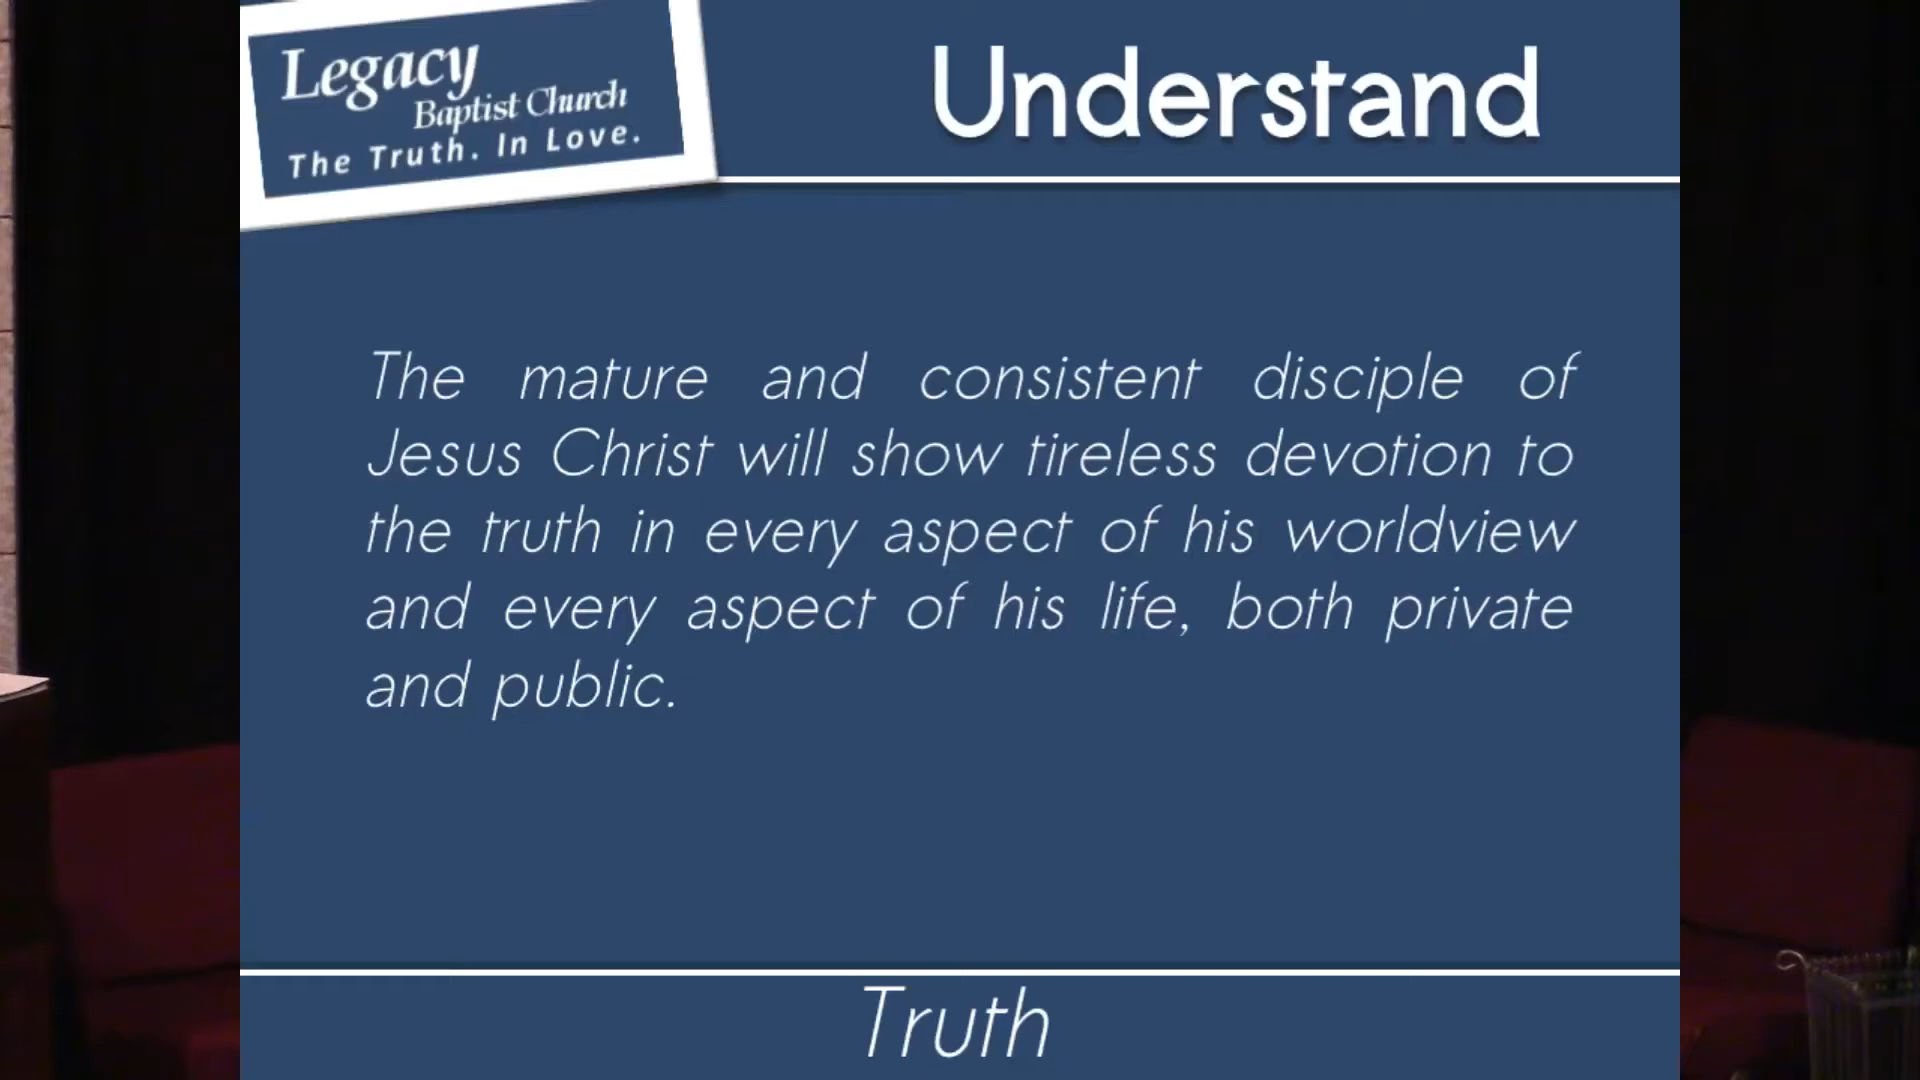 Legacy
Baptist Church
The Truth. In Love.
Understand
The mature and consistent disciple of
Jesus Christ will show tireless devotion to
the truth in every aspect of his worldview
and every aspect of his life, both private
and public.
Truth